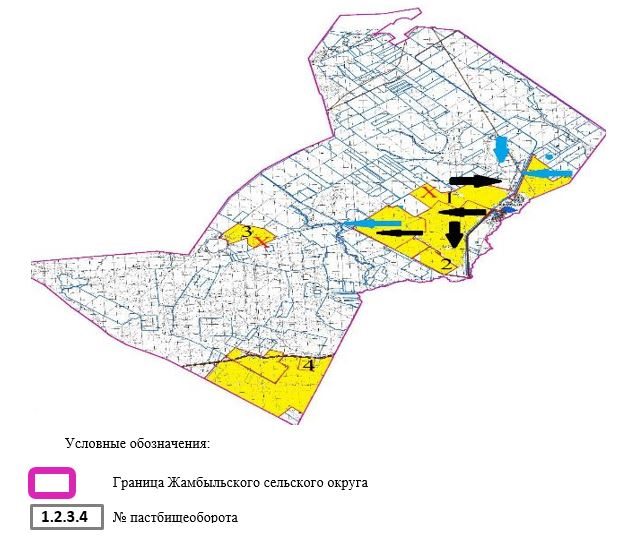 1
X
3
X
2
4
Условные обозначения:
Граница Жамбыльского сельского округа
1.2.3.4 № пастбищеоборота